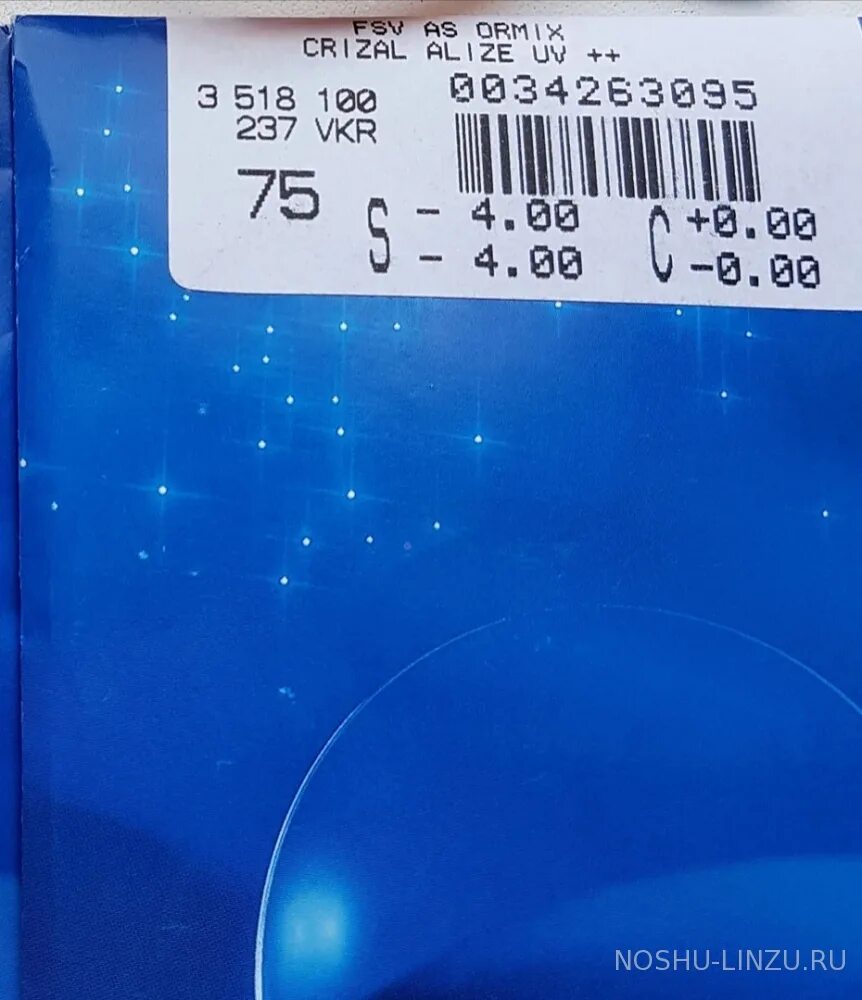 FSV AS ORMIX
CRIZAL ALIZE UV ++
3 518 100
237 VKR
75
0034263095
S - 4.00 C +0.00
- 4.00 -0.00
NOSHU-LINZU.RU